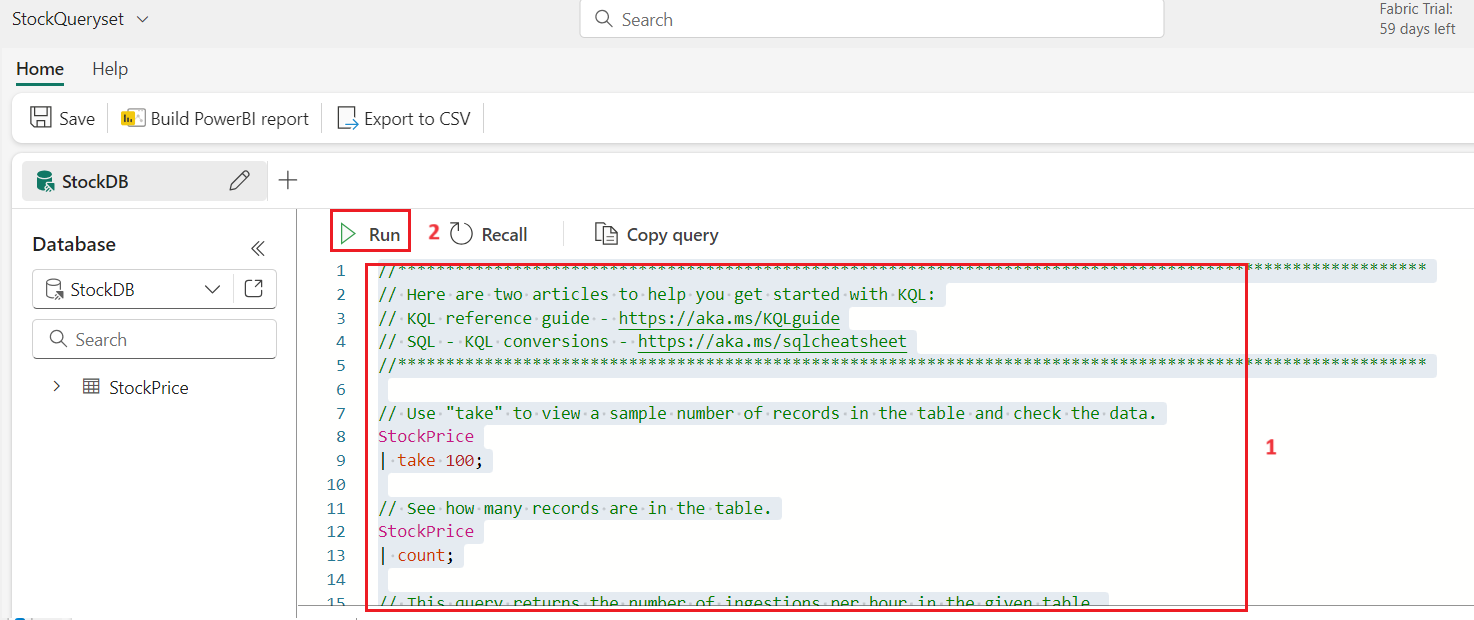 StockQueryset
Search
Fabric Trial:
59 days left
Home Help
Save Build PowerBI report Export to CSV
StockDB
Database
StockDB
Search
StockPrice
Run 2 Recall Copy query
1 //***********************************************************************************************************
2 // Here are two articles to help you get started with KQL:
3 // KQL reference guide - https://aka.ms/KQLguide
4 // SQL - KQL conversions - https://aka.ms/sqlcheatsheet
5 //***********************************************************************************************************
6
7 // Use "take" to view a sample number of records in the table and check the data.
8 StockPrice
9 | take 100;
10
11 // See how many records are in the table.
12 StockPrice
13 | count;
14
15 // This query returns the number of ingestions per hour in the given table.
1